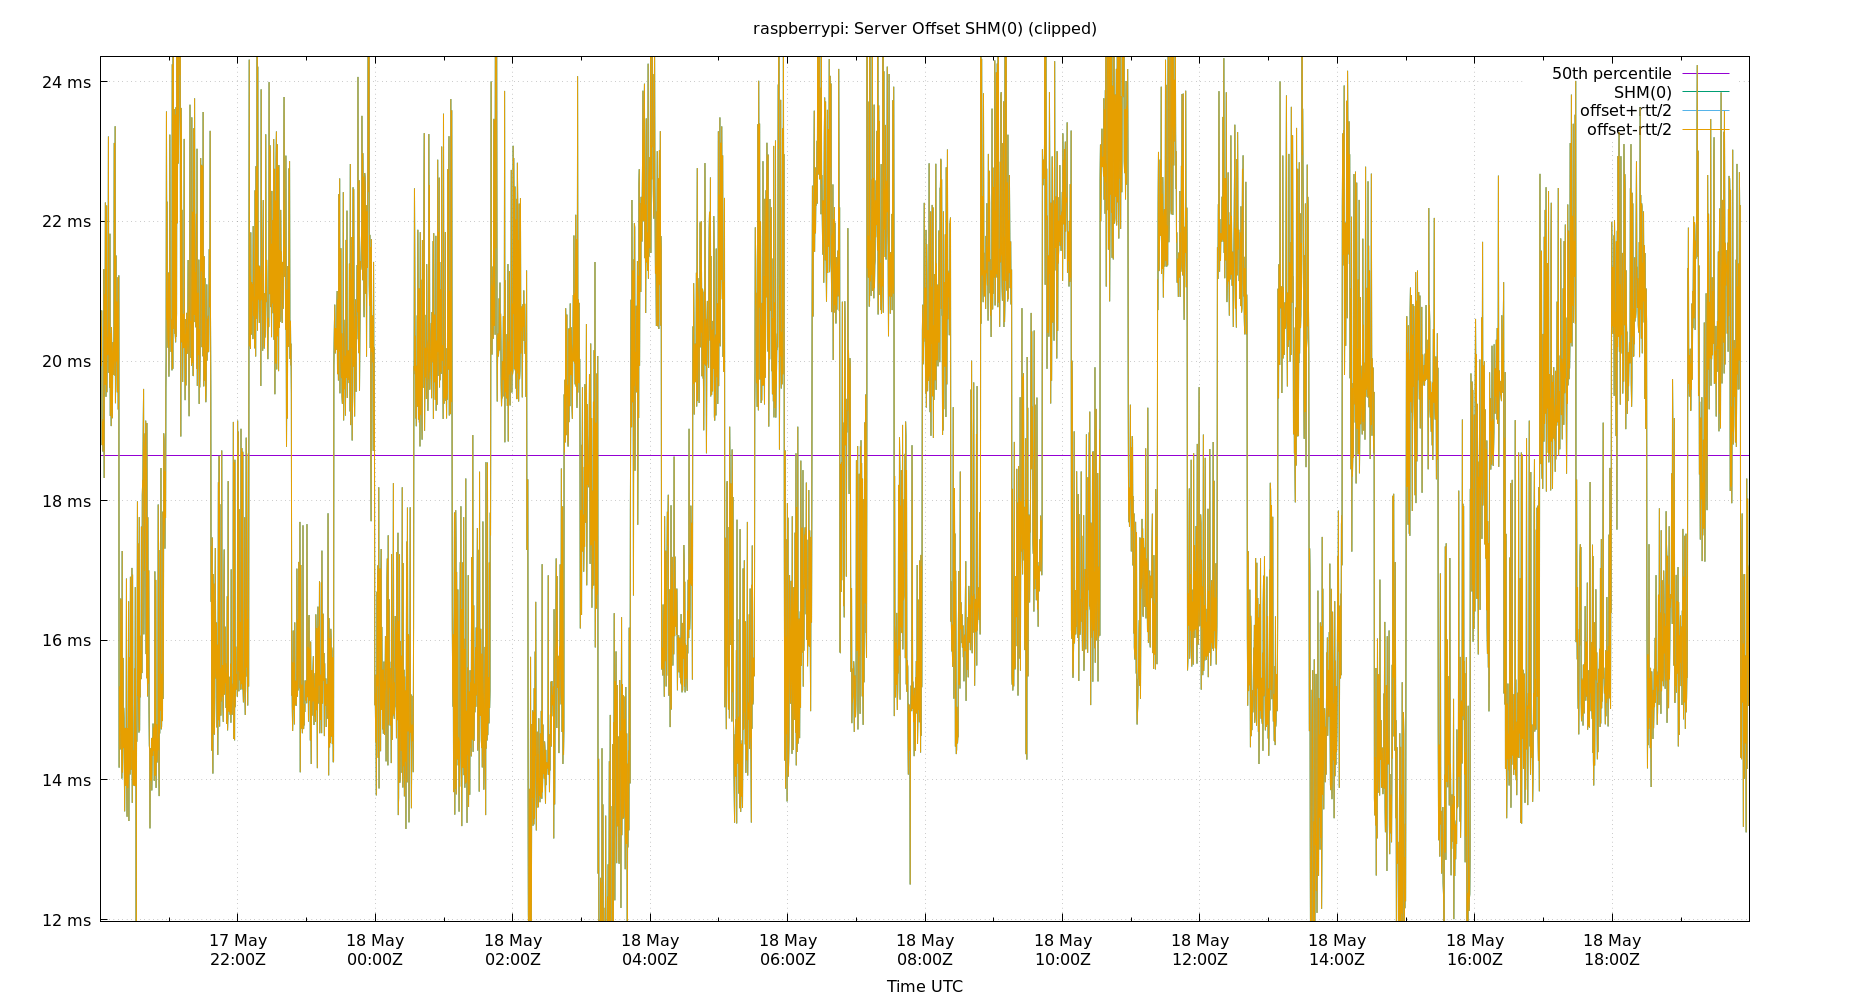 raspberrypi: Server Offset SHM(0) (clipped)
24 ms
22 ms
20 ms
18 ms
16 ms
14 ms
12 ms
50th percentile
SHM(0)
offset+rtt/2
offset-rtt/2
17 May
22:00Z
18 May
00:00Z
18 May
02:00Z
18 May
04:00Z
18 May
06:00Z
18 May
08:00Z
18 May
10:00Z
18 May
12:00Z
18 May
14:00Z
18 May
16:00Z
18 May
18:00Z
Time UTC